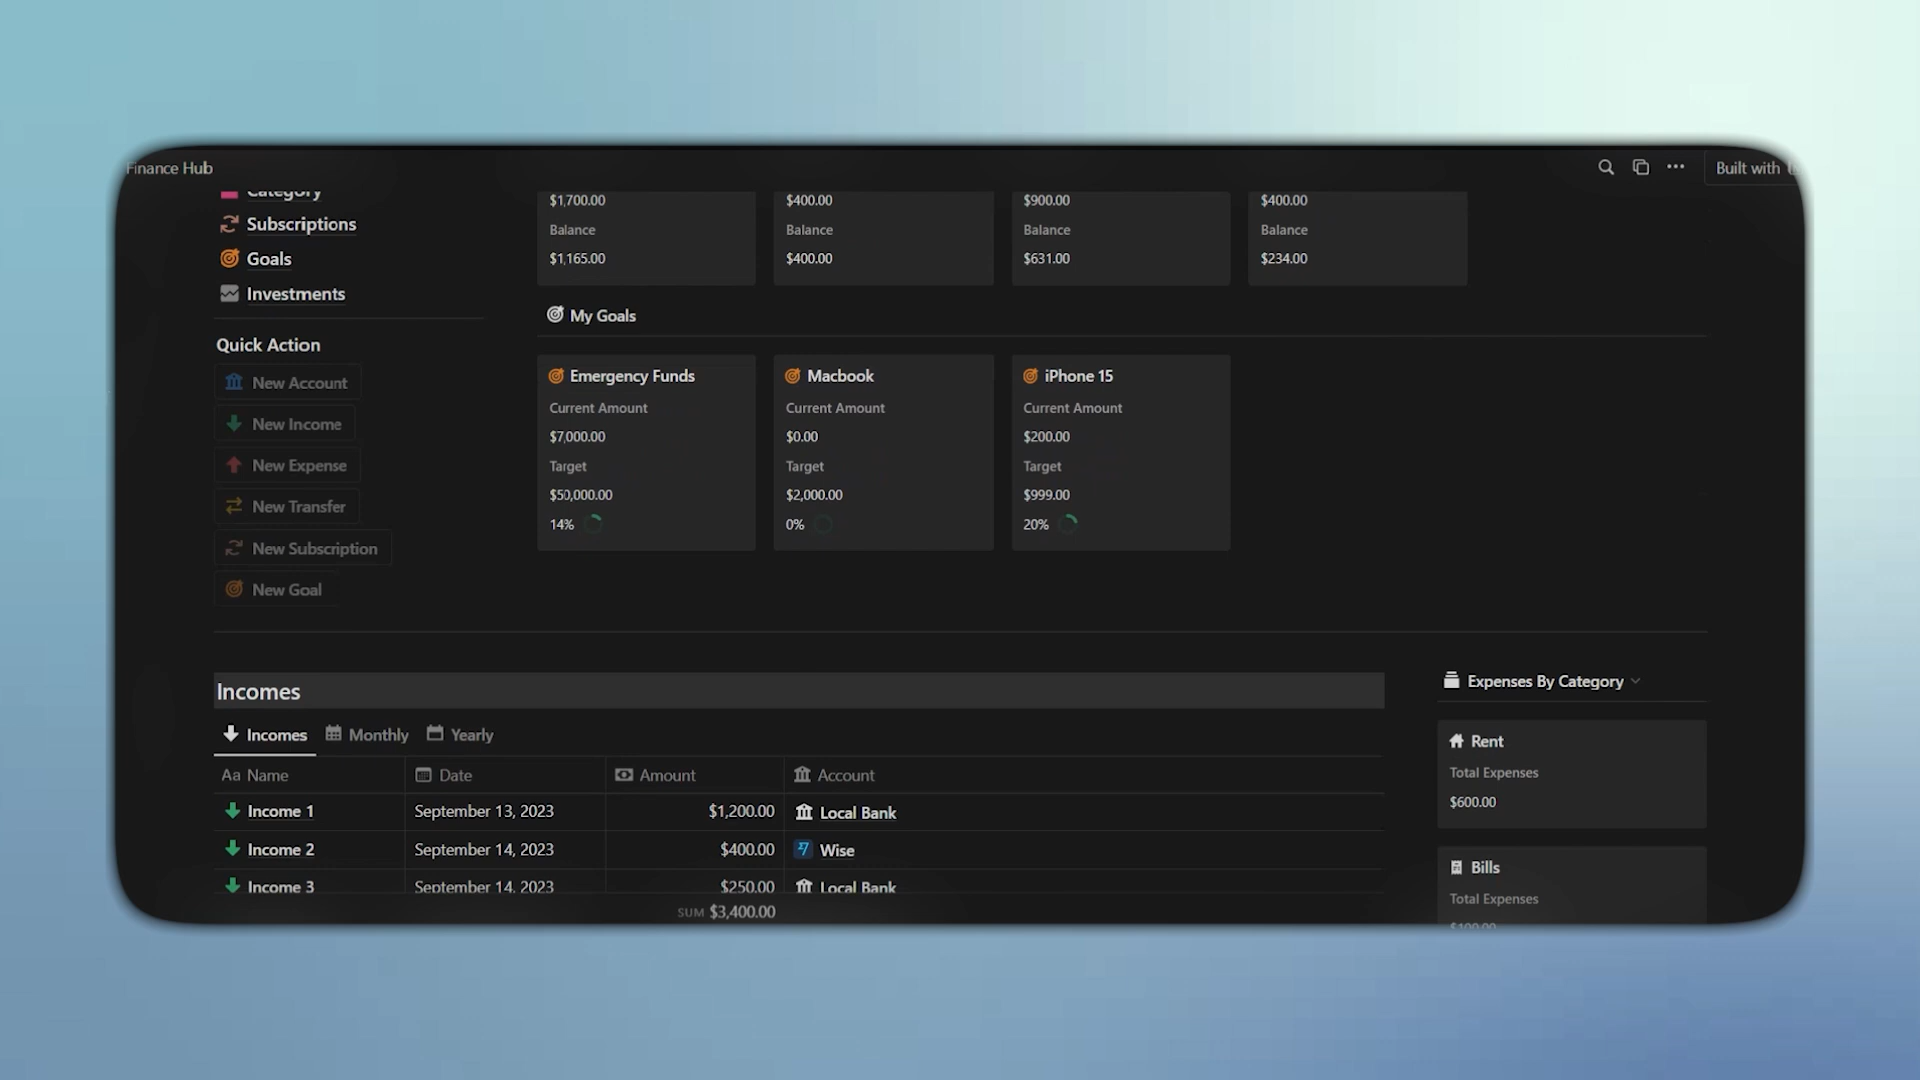 Finance Hub
Built with
Category
Subscriptions
Goals
Investments
Quick Action
New Account
New Income
New Expense
New Transfer
New Subscription
New Goal
$1,700.00
Balance
$1,165.00
$400.00
Balance
$400.00
$900.00
Balance
$631.00
$400.00
Balance
$234.00
My Goals
Emergency Funds
Current Amount
$7,000.00
Target
$50,000.00
14%
Macbook
Current Amount
$0.00
Target
$2,000.00
0%
iPhone 15
Current Amount
$200.00
Target
$999.00
20%
Incomes
Incomes Monthly Yearly
Aa Name Date Amount Account
Income 1 September 13, 2023 $1,200.00 Local Bank
Income 2 September 14, 2023 $400.00 Wise
Income 3 September 14, 2023 $250.00 Local Bank
SUM $3,400.00
Expenses By Category
Rent
Total Expenses
$600.00
Bills
Total Expenses